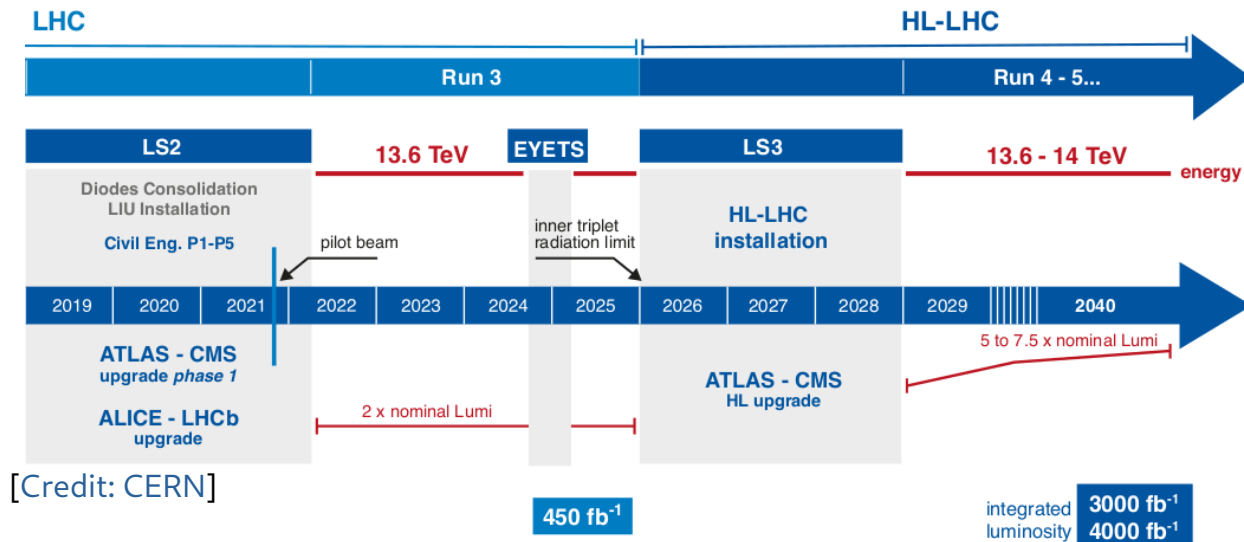 LHC
HL-LHC
Run 3
Run 4 - 5...
LS2
13.6 TeV
EYETS
LS3
13.6 - 14 TeV
energy
Diodes Consolidation
LIU Installation
Civil Eng. P1-P5
pilot beam
inner triplet
radiation limit
HL-LHC
installation
2019
2020
2021
2022
2023
2024
2025
2026
2027
2028
2029
2040
ATLAS - CMS
upgrade phase 1
ALICE - LHCb
upgrade
2 x nominal Lumi
ATLAS - CMS
HL upgrade
5 to 7.5 x nominal Lumi
[Credit: CERN]
450 fb⁻¹
integrated
luminosity
3000 fb⁻¹
4000 fb⁻¹